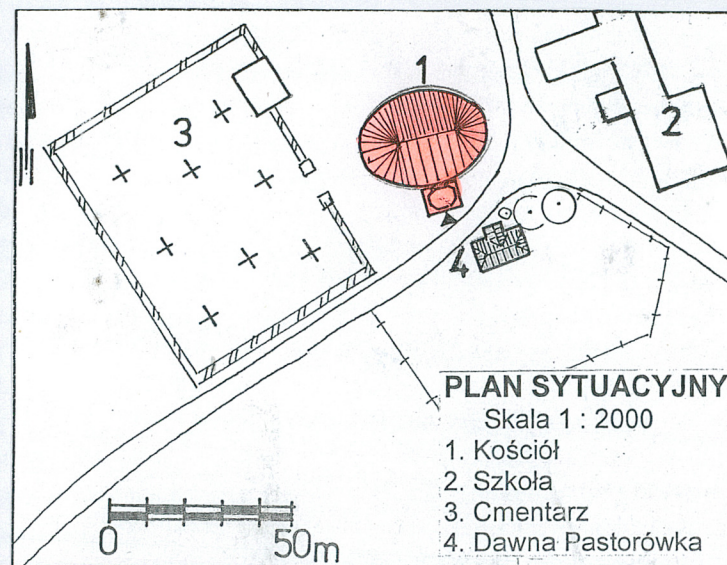 1
2
3
4
PLAN SYTUACYJNY
Skala 1 : 2000
1. Kościół
2. Szkoła
3. Cmentarz
4. Dawna Pastorówka
0 50m